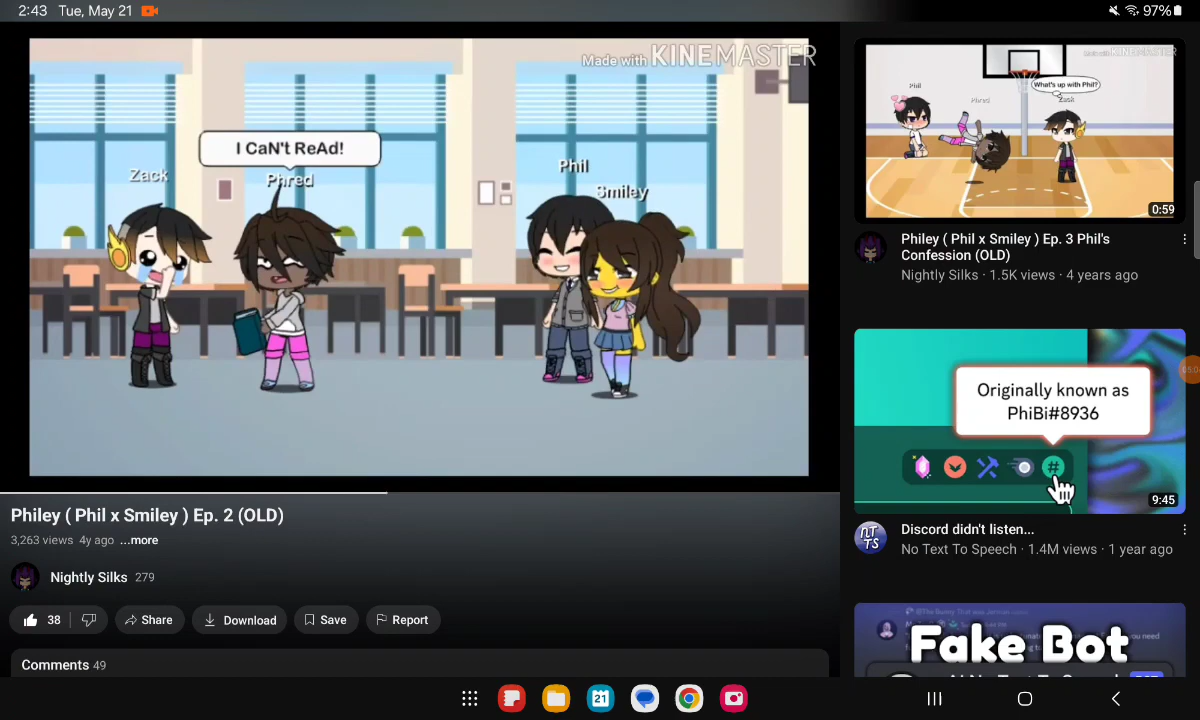 2:43 Tue, May 21
97%
Made with KINEMASTER
I CaN't ReAd!
Zack
Phred
Phil
Smiley
Philey ( Phil x Smiley ) Ep. 2 (OLD)
3,263 views 4y ago ...more
Nightly Silks 279
38
Share
Download
Save
Report
Comments 49
What's up with Phil?
Phil
Phred
Zack
0:59
Philey ( Phil x Smiley ) Ep. 3 Phil's
Confession (OLD)
Nightly Silks · 1.5K views · 4 years ago
Originally known as
PhiBi#8936
#
9:45
NT
TS
Discord didn't listen...
No Text To Speech · 1.4M views · 1 year ago
Fake Bot
21